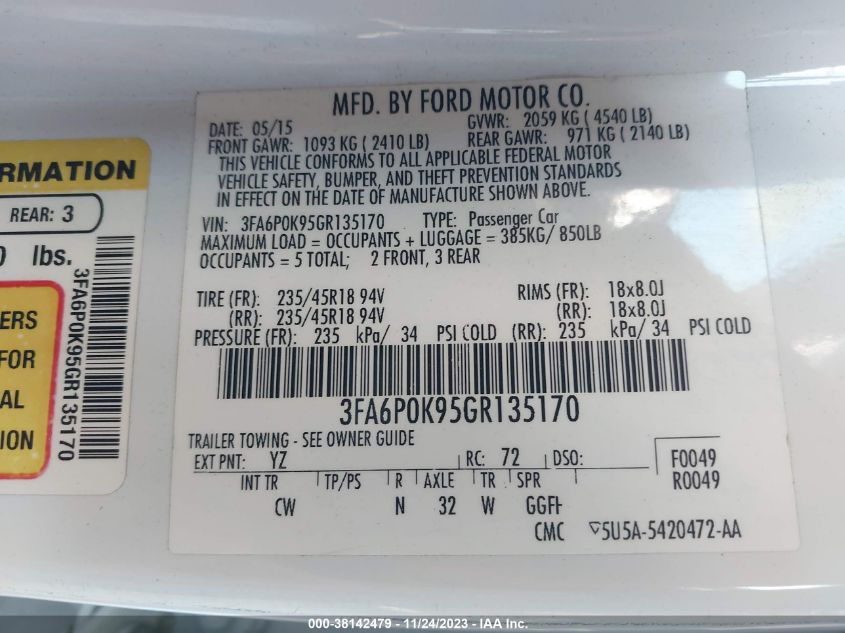 MFD. BY FORD MOTOR CO.
DATE: 05/15 GVWR: 2059 KG ( 4540 LB)
FRONT GAWR: 1093 KG ( 2410 LB) REAR GAWR: 971 KG ( 2140 LB)
THIS VEHICLE CONFORMS TO ALL APPLICABLE FEDERAL MOTOR
VEHICLE SAFETY, BUMPER, AND THEFT PREVENTION STANDARDS
IN EFFECT ON THE DATE OF MANUFACTURE SHOWN ABOVE.
VIN: 3FA6P0K95GR135170 TYPE: Passenger Car
MAXIMUM LOAD = OCCUPANTS + LUGGAGE = 385KG/ 850LB
OCCUPANTS = 5 TOTAL; 2 FRONT, 3 REAR
TIRE (FR): 235/45R18 94V RIMS (FR): 18x8.0J
(RR): 235/45R18 94V (RR): 18x8.0J
PRESSURE (FR): 235 kPa/ 34 PSI COLD (RR): 235 kPa/ 34 PSI COLD
3FA6P0K95GR135170
TRAILER TOWING - SEE OWNER GUIDE
EXT PNT: YZ RC: 72 DSO:
F0049
R0049
INT TR TP/PS R AXLE TR SPR
CW N 32 W GGFH
CMC ▽5U5A-5420472-AA
RMATION
REAR: 3
0 lbs.
ERS
FOR
AL
ION
3FA6P0K95GR135170
000-38142479 - 11/24/2023 - IAA Inc.